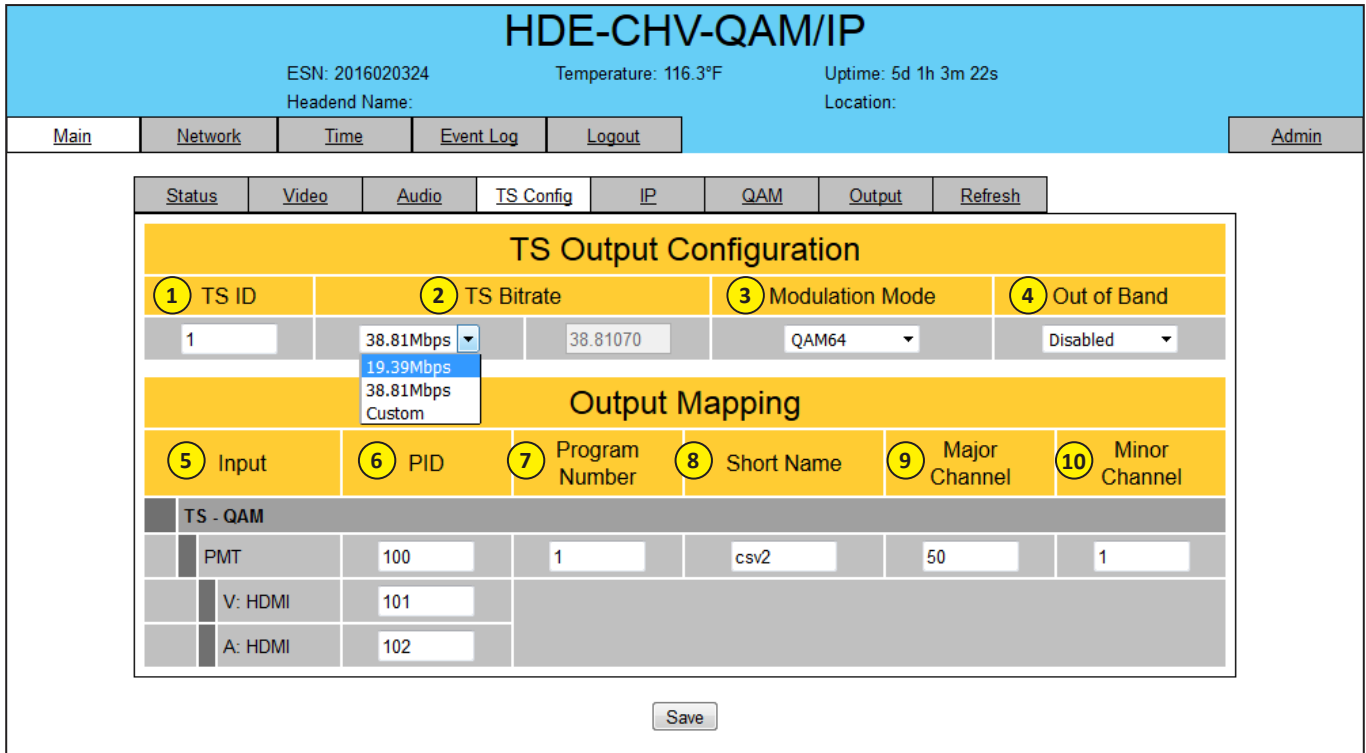 HDE-CHV-QAM/IP
ESN: 2016020324 Temperature: 116.3°F Uptime: 5d 1h 3m 22s
Headend Name: Location:
Main Network Time Event Log Logout Admin
Status Video Audio TS Config IP QAM Output Refresh
TS Output Configuration
1 TS ID 2 TS Bitrate 3 Modulation Mode 4 Out of Band
1 38.81Mbps 38.81070 QAM64 Disabled
19.39Mbps
38.81Mbps
Custom
Output Mapping
5 Input 6 PID 7 Program Number 8 Short Name 9 Major Channel 10 Minor Channel
TS - QAM
PMT 100 1 csv2 50 1
V: HDMI 101
A: HDMI 102
Save